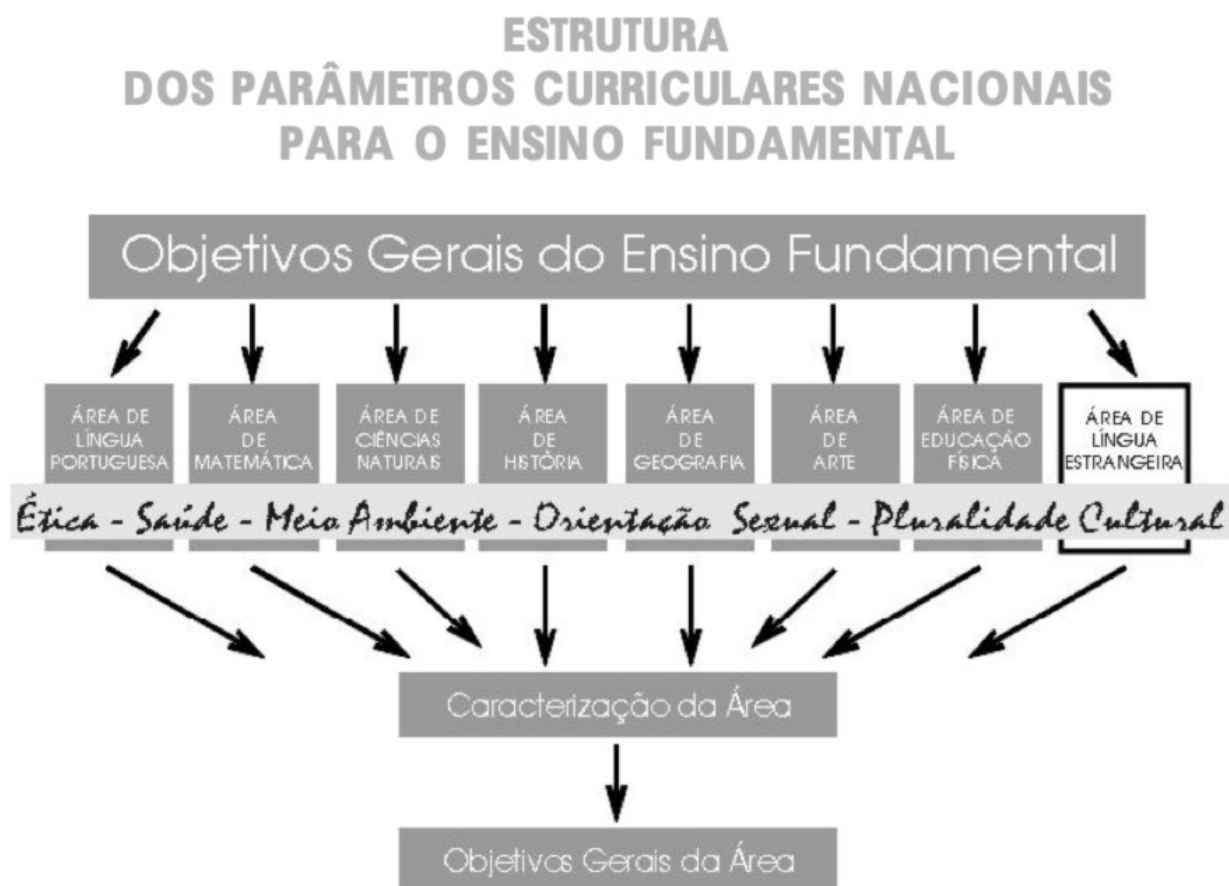 ESTRUTURA
DOS PARÂMETROS CURRICULARES NACIONAIS
PARA O ENSINO FUNDAMENTAL
Objetivos Gerais do Ensino Fundamental
ÁREA DE
LÍNGUA
PORTUGUESA
ÁREA
DE
MATEMÁTICA
ÁREA DE
CIÊNCIAS
NATURAIS
ÁREA
DE
HISTÓRIA
ÁREA
DE
GEOGRAFIA
ÁREA
DE
ARTE
ÁREA DE
EDUCAÇÃO
FÍSICA
ÁREA DE
LÍNGUA
ESTRANGEIRA
Ética - Saúde - Meio Ambiente - Orientação Sexual - Pluralidade Cultural
Caracterização da Área
Objetivos Gerais da Área